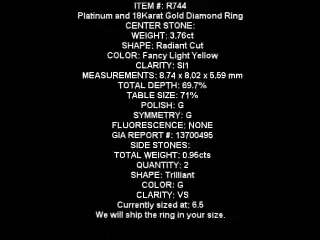 ITEM #: R744
Platinum and 18Karat Gold Diamond Ring
CENTER STONE:
WEIGHT: 3.76ct
SHAPE: Radiant Cut
COLOR: Fancy Light Yellow
CLARITY: SI1
MEASUREMENTS: 8.74 x 8.02 x 5.59 mm
TOTAL DEPTH: 69.7%
TABLE SIZE: 71%
POLISH: G
SYMMETRY: G
FLUORESCENCE: NONE
GIA REPORT #: 13700495
SIDE STONES:
TOTAL WEIGHT: 0.95cts
QUANTITY: 2
SHAPE: Trilliant
COLOR: G
CLARITY: VS
Currently sized at: 6.5
We will ship the ring in your size.